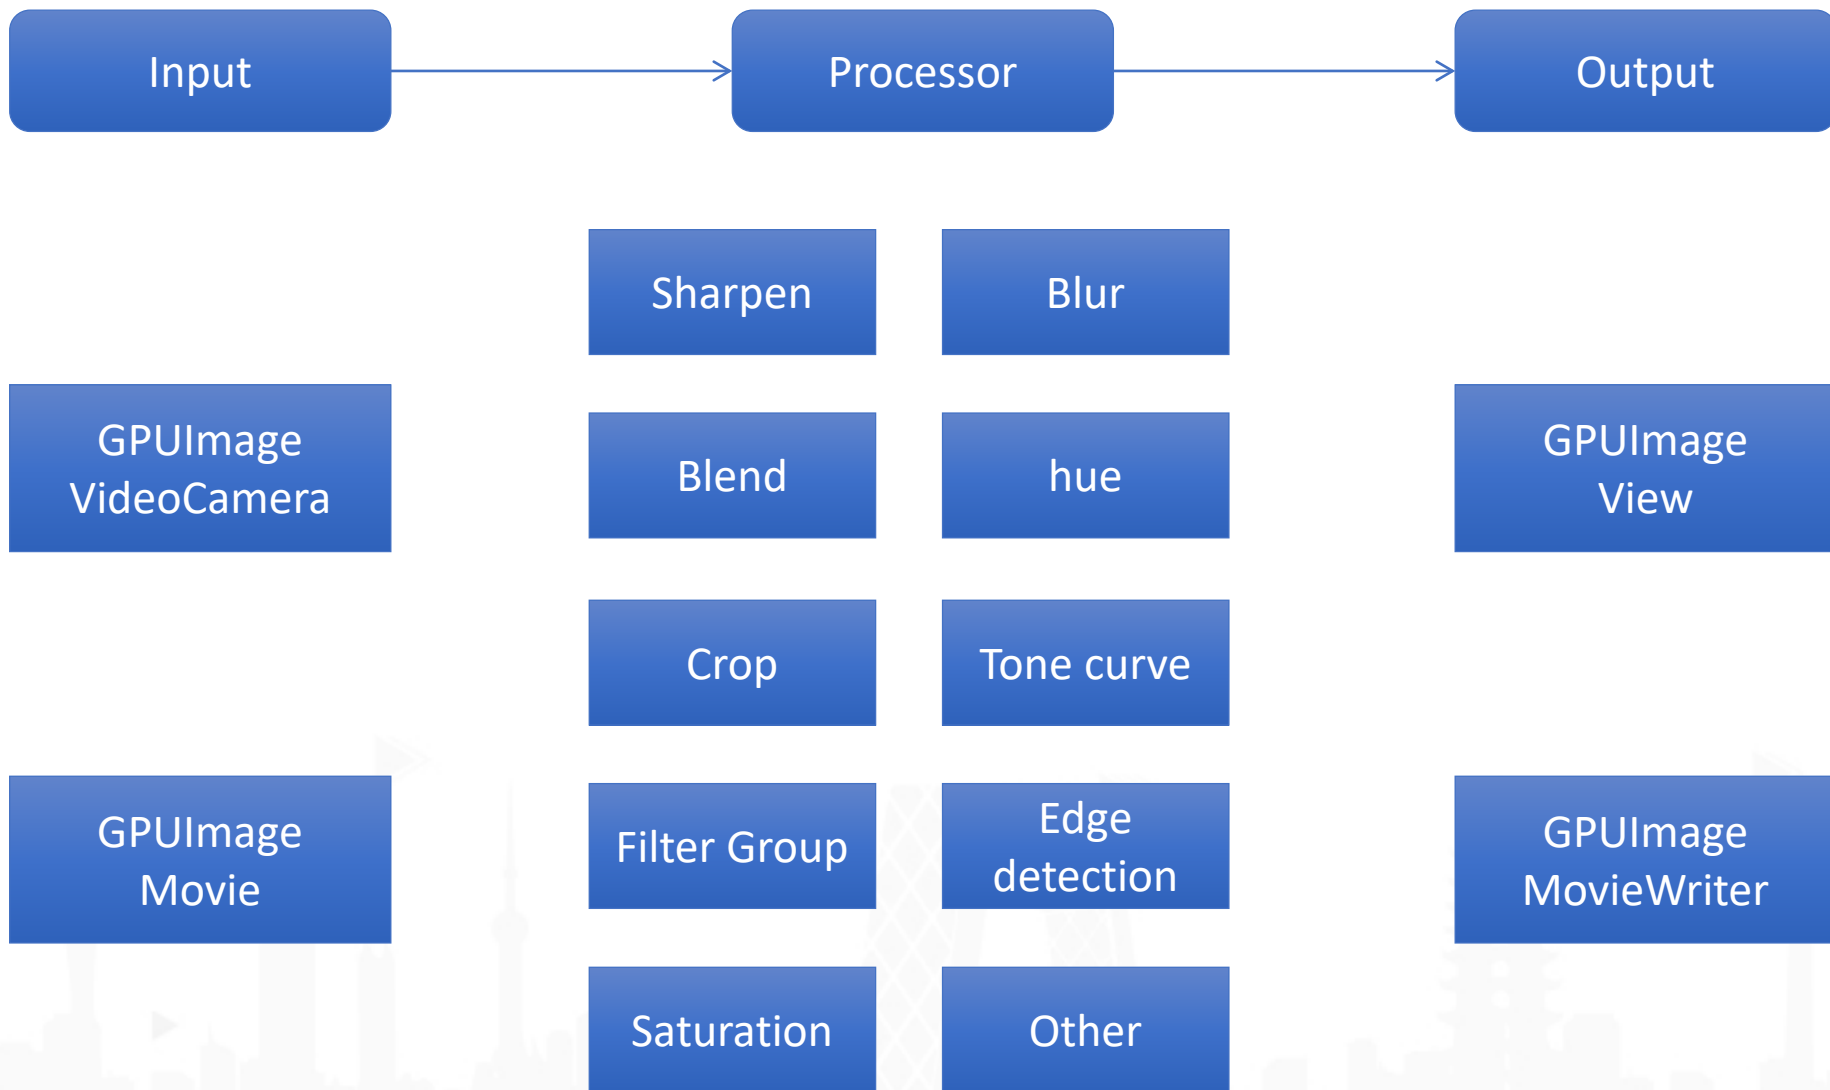 Input
Processor
Output
Sharpen
Blur
GPUImage
VideoCamera
Blend
hue
GPUImage
View
Crop
Tone curve
GPUImage
Movie
Filter Group
Edge
detection
GPUImage
MovieWriter
Saturation
Other